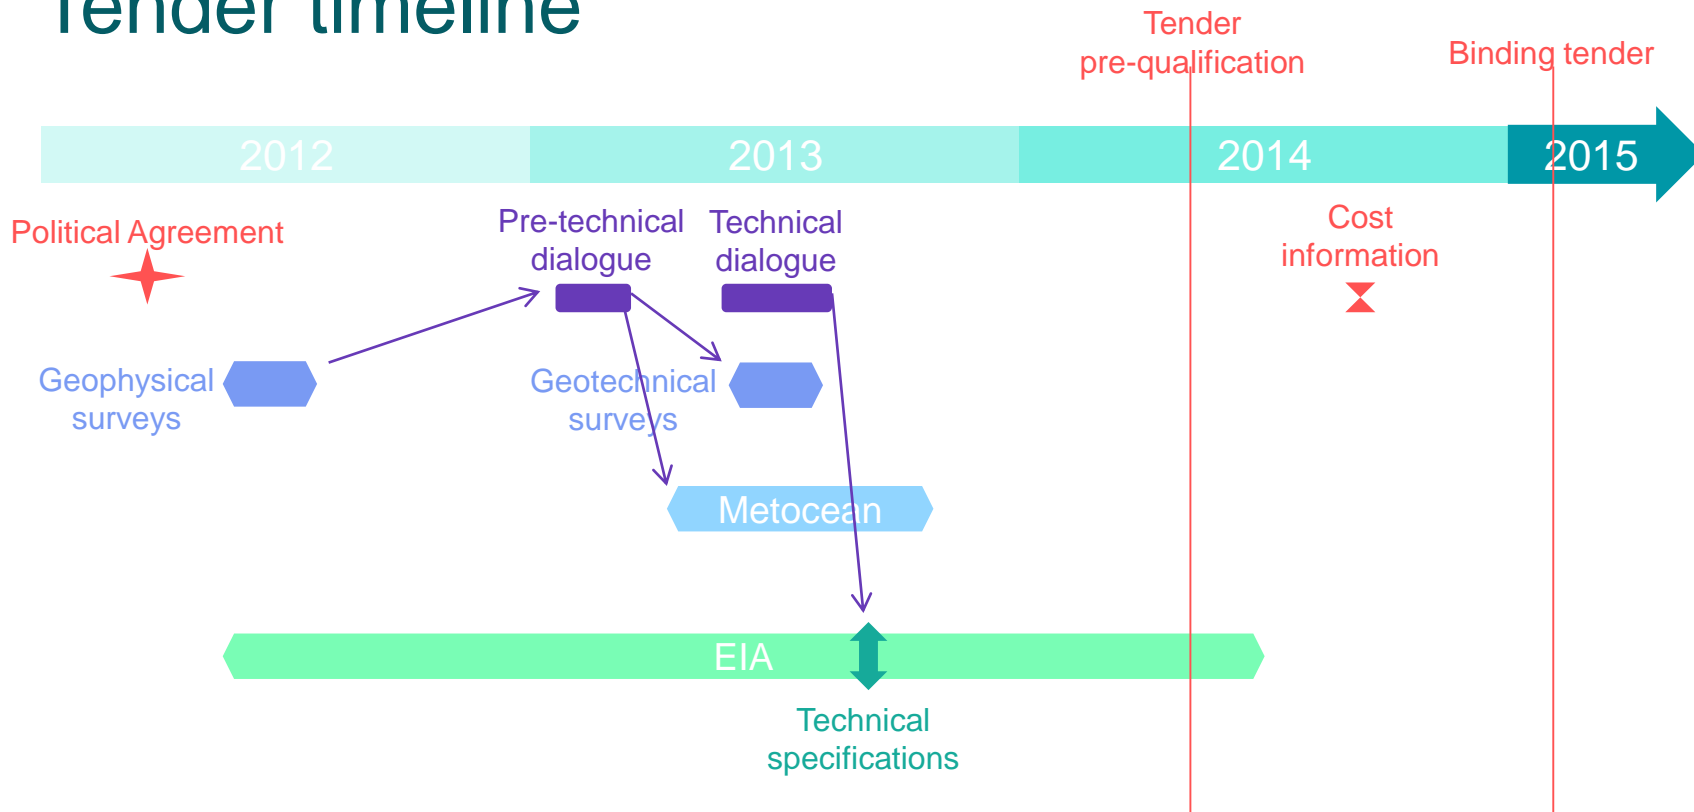 Tender timeline
Tender
pre-qualification
Binding tender
2012
2013
2014
2015
Political Agreement
Pre-technical
dialogue
Technical
dialogue
Cost
information
Geophysical
surveys
Geotechnical
surveys
Metocean
EIA
Technical
specifications